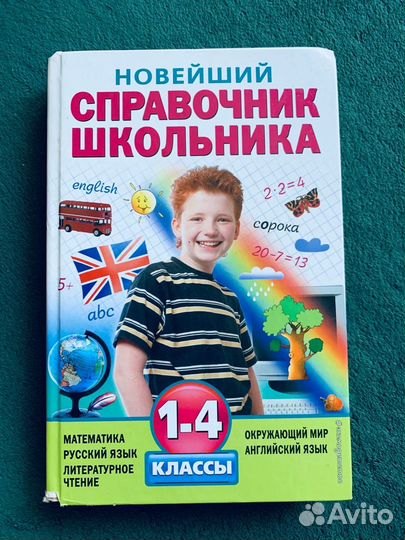 НОВЕЙШИЙ
СПРАВОЧНИК
ШКОЛЬНИКА
english
2·2=4
сорока
20-7=13
5+
abc
1-4
КЛАССЫ
МАТЕМАТИКА
РУССКИЙ ЯЗЫК
ЛИТЕРАТУРНОЕ
ЧТЕНИЕ
ОКРУЖАЮЩИЙ МИР
АНГЛИЙСКИЙ ЯЗЫК
Avito